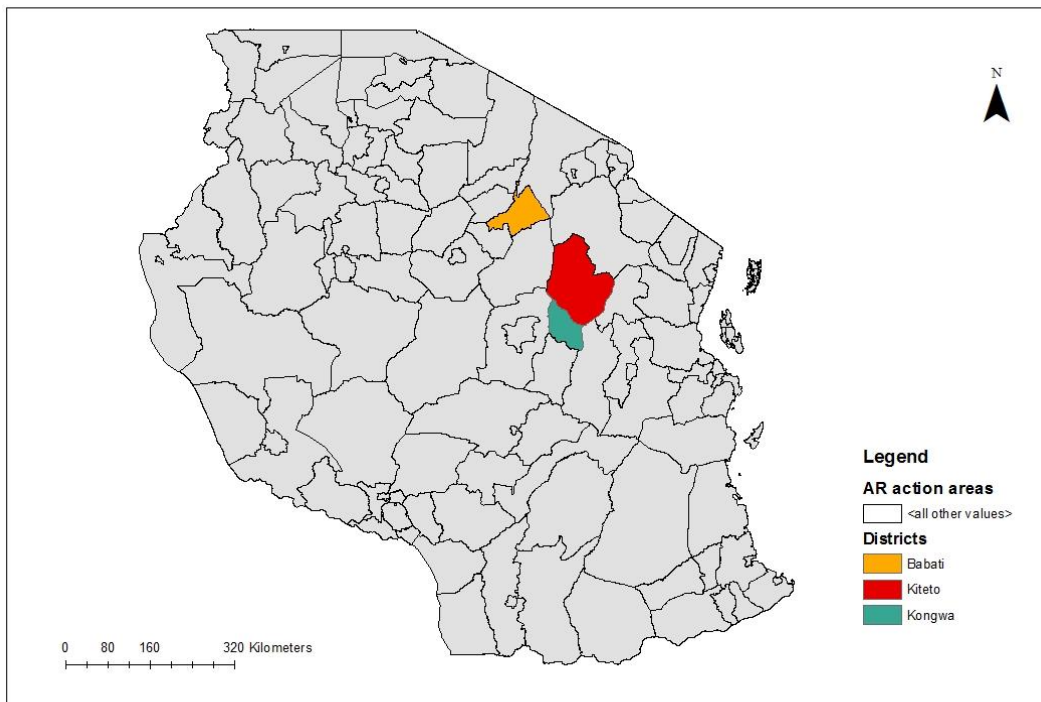 N
Legend
AR action areas
<all other values>
Districts
Babati
Kiteto
Kongwa
0 80 160 320 Kilometers